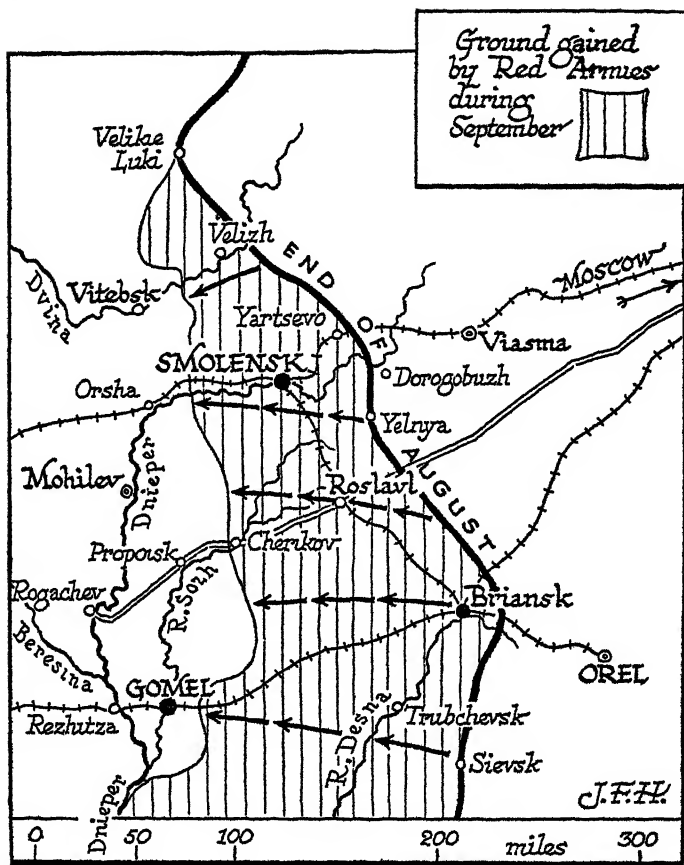 Ground gained
by Red Armies
during
September
Velikie
Luki
Velizh
END
OF
AUGUST
Dvina
Vitebsk
Moscow
Yartsevo
Viasma
SMOLENSK
Dorogobuzh
Orsha
Yelnya
Mohilev
Dnieper
Roslavl
Propoisk
Cherikov
R. Sozh
Rogachev
Briansk
Beresina
GOMEL
OREL
Rezhutza
R. Desna
Trubchevsk
Sievsk
Dnieper
J.F.H.
0 50 100 200 miles 300